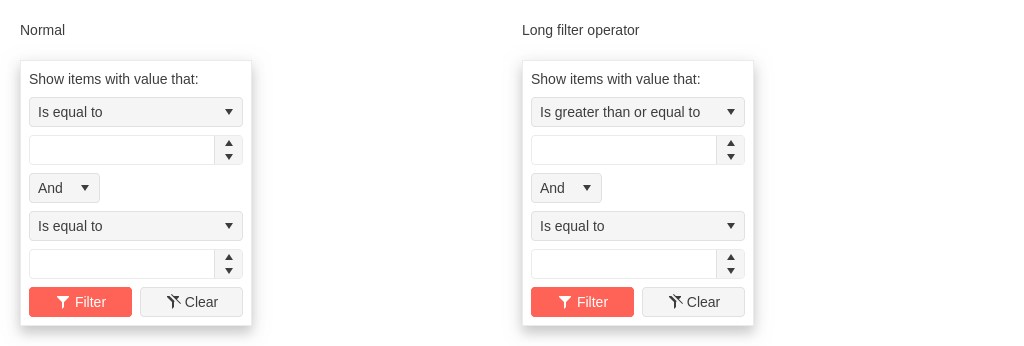 Normal
Show items with value that:
Is equal to
And
Is equal to
Filter
Clear
Long filter operator
Show items with value that:
Is greater than or equal to
And
Is equal to
Filter
Clear